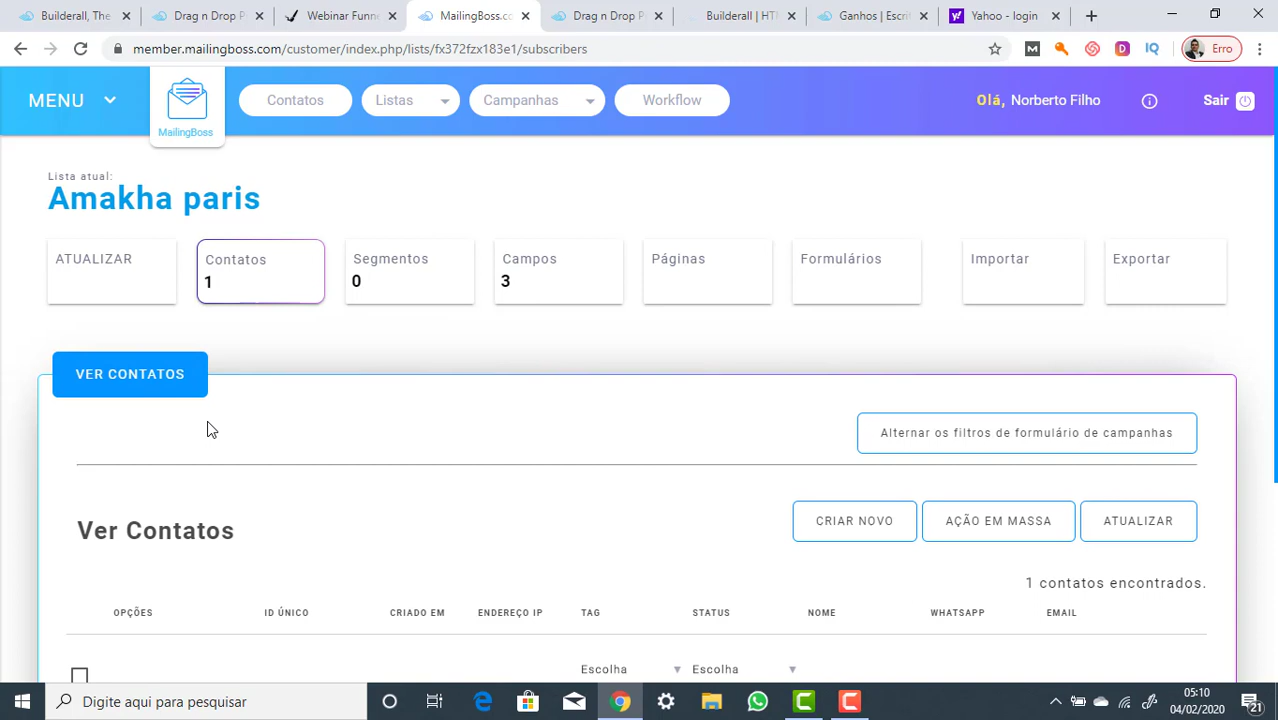 Builderall, The
Drag n Drop P
Webinar Funne
MailingBoss.co
Drag n Drop P
Builderall | HT
Ganhos | Escrit
Yahoo - login
member.mailingboss.com/customer/index.php/lists/fx372fzx183e1/subscribers
M
D
IQ
Erro
MENU
MailingBoss
Contatos
Listas
Campanhas
Workflow
Olá, Norberto Filho
Sair
Lista atual:
Amakha paris
ATUALIZAR
Contatos
1
Segmentos
0
Campos
3
Páginas
Formulários
Importar
Exportar
VER CONTATOS
Alternar os filtros de formulário de campanhas
Ver Contatos
CRIAR NOVO
AÇÃO EM MASSA
ATUALIZAR
1 contatos encontrados.
OPÇÕES ID ÚNICO CRIADO EM ENDEREÇO IP TAG STATUS NOME WHATSAPP EMAIL
Escolha Escolha
Digite aqui para pesquisar
05:10
04/02/2020
21